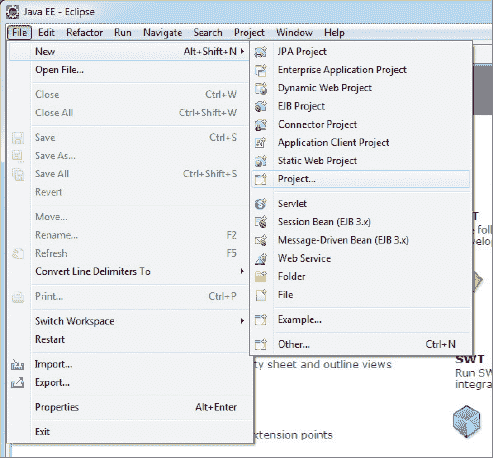 Java EE - Eclipse
File Edit Refactor Run Navigate Search Project Window Help
New Alt+Shift+N
Open File...
Close Ctrl+W
Close All Ctrl+Shift+W
Save Ctrl+S
Save As...
Save All Ctrl+Shift+S
Revert
Move...
Rename... F2
Refresh F5
Convert Line Delimiters To
Print... Ctrl+P
Switch Workspace
Restart
Import...
Export...
Properties Alt+Enter
Exit
JPA Project
Enterprise Application Project
Dynamic Web Project
EJB Project
Connector Project
Application Client Project
Static Web Project
Project...
Servlet
Session Bean (EJB 3.x)
Message-Driven Bean (EJB 3.x)
Web Service
Folder
File
Example...
Other... Ctrl+N
T
e foll
velop
ty sheet and outline views
xtension points
SWT
Run SW
integra